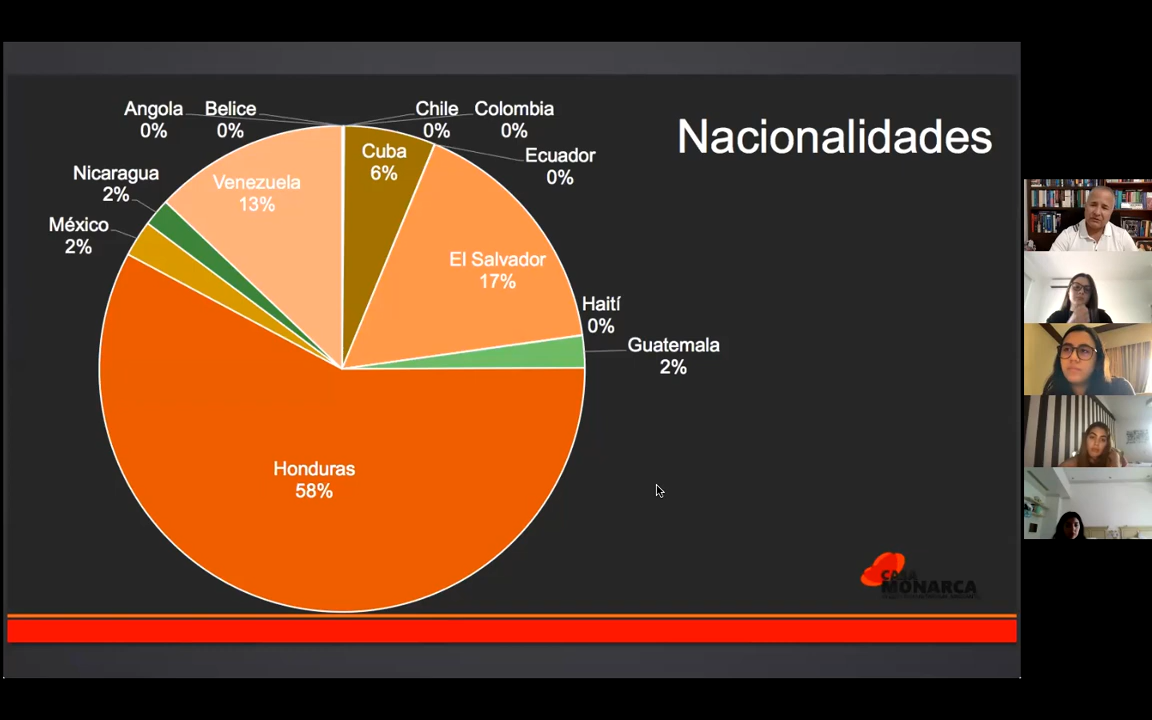 Nacionalidades
Angola
0%
Belice
0%
Chile
0%
Colombia
0%
Cuba
6%
Ecuador
0%
Nicaragua
2%
Venezuela
13%
México
2%
El Salvador
17%
Haití
0%
Guatemala
2%
Honduras
58%
CASA
MONARCA